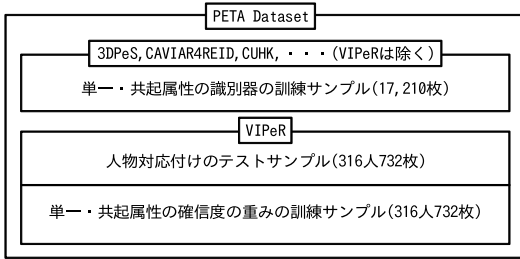 PETA Dataset
3DPeS,CAVIAR4REID,CUHK,・・・(VIPeRは除く)
単一・共起属性の識別器の訓練サンプル(17,210枚)
VIPeR
人物対応付けのテストサンプル(316人732枚)
単一・共起属性の確信度の重みの訓練サンプル(316人732枚)